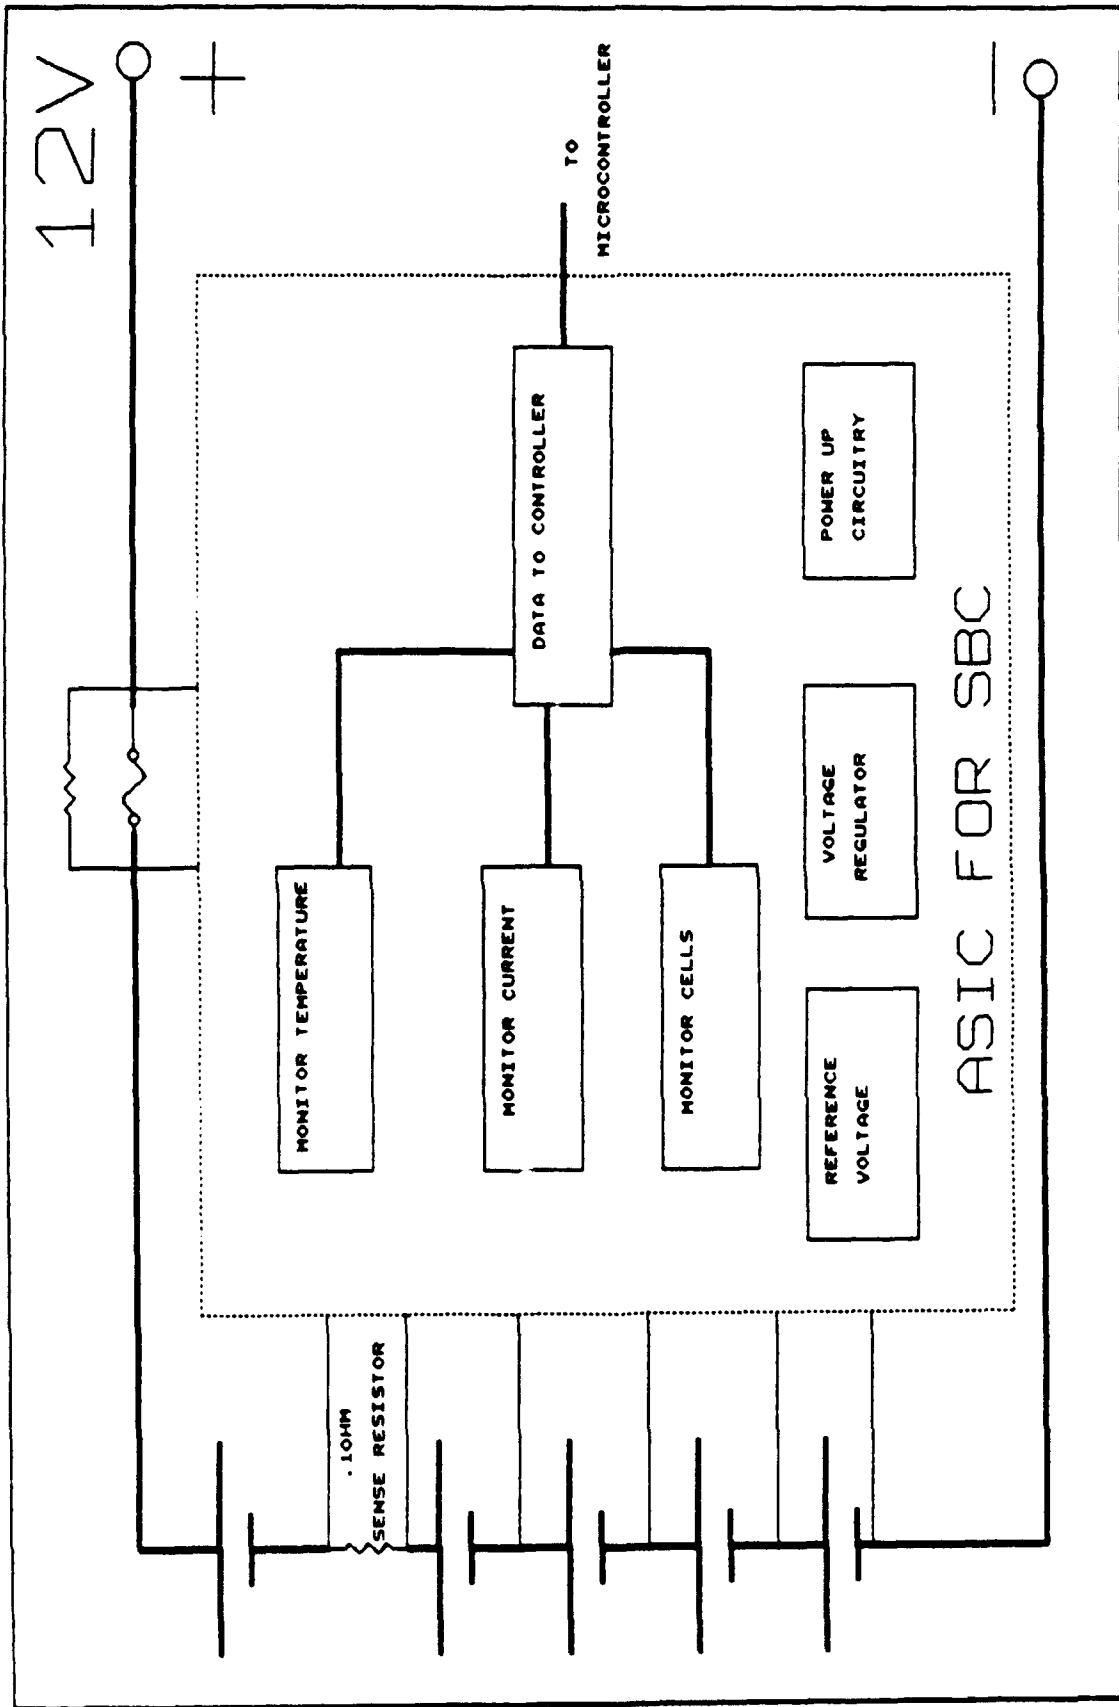 12V
+
-
TO
MICROCONTROLLER
DATA TO CONTROLLER
MONITOR TEMPERATURE
MONITOR CURRENT
MONITOR CELLS
POWER UP
CIRCUITRY
VOLTAGE
REGULATOR
REFERENCE
VOLTAGE
.1OHM
SENSE RESISTOR
ASIC FOR SBC